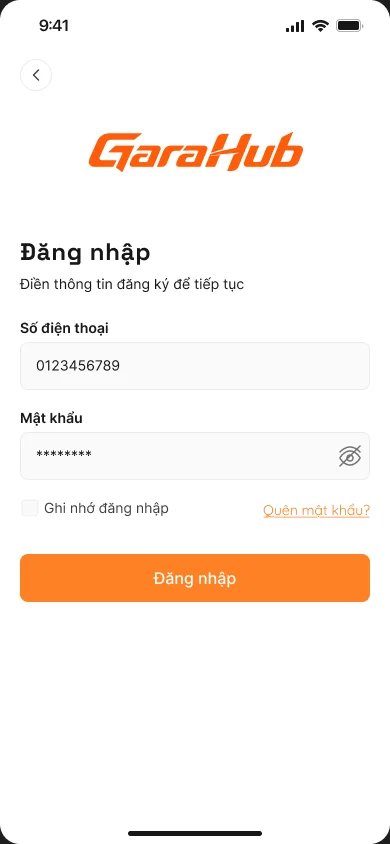 9:41
GaraHub
Đăng nhập
Điền thông tin đăng ký để tiếp tục
Số điện thoại
0123456789
Mật khẩu
********
Ghi nhớ đăng nhập
Quên mật khẩu?
Đăng nhập